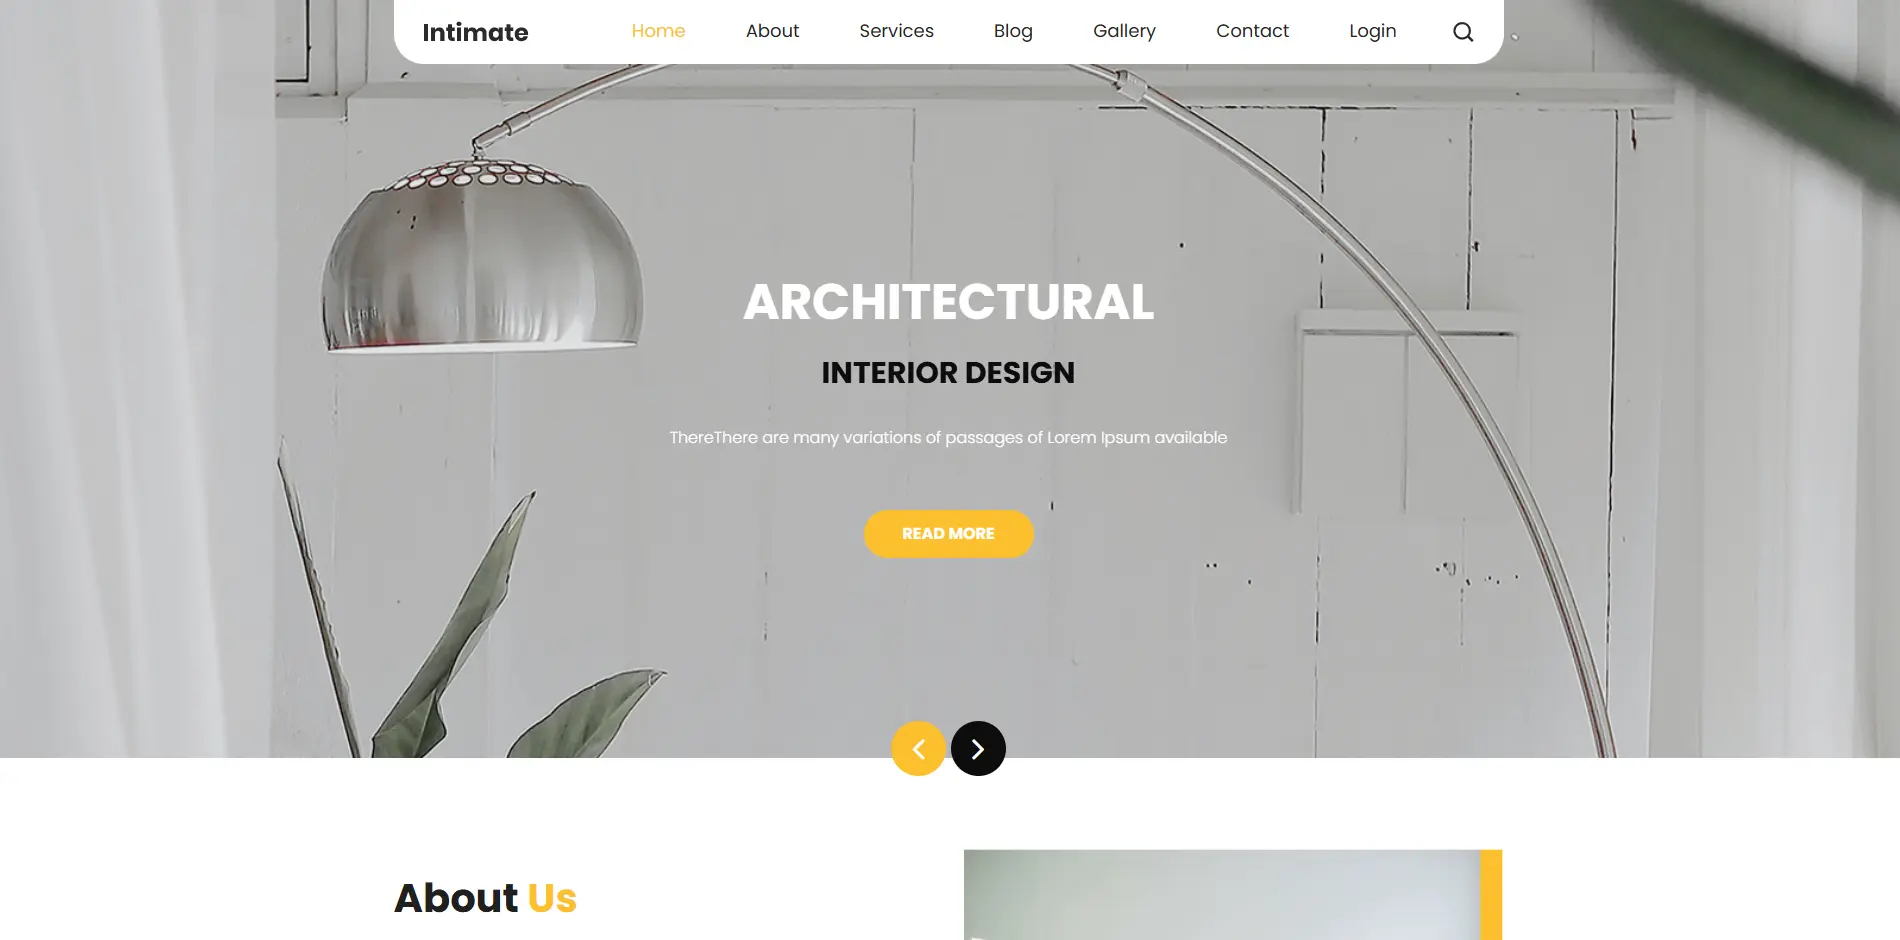 Intimate Home About Services Blog Gallery Contact Login
ARCHITECTURAL
INTERIOR DESIGN
ThereThere are many variations of passages of Lorem Ipsum available
READ MORE
About Us